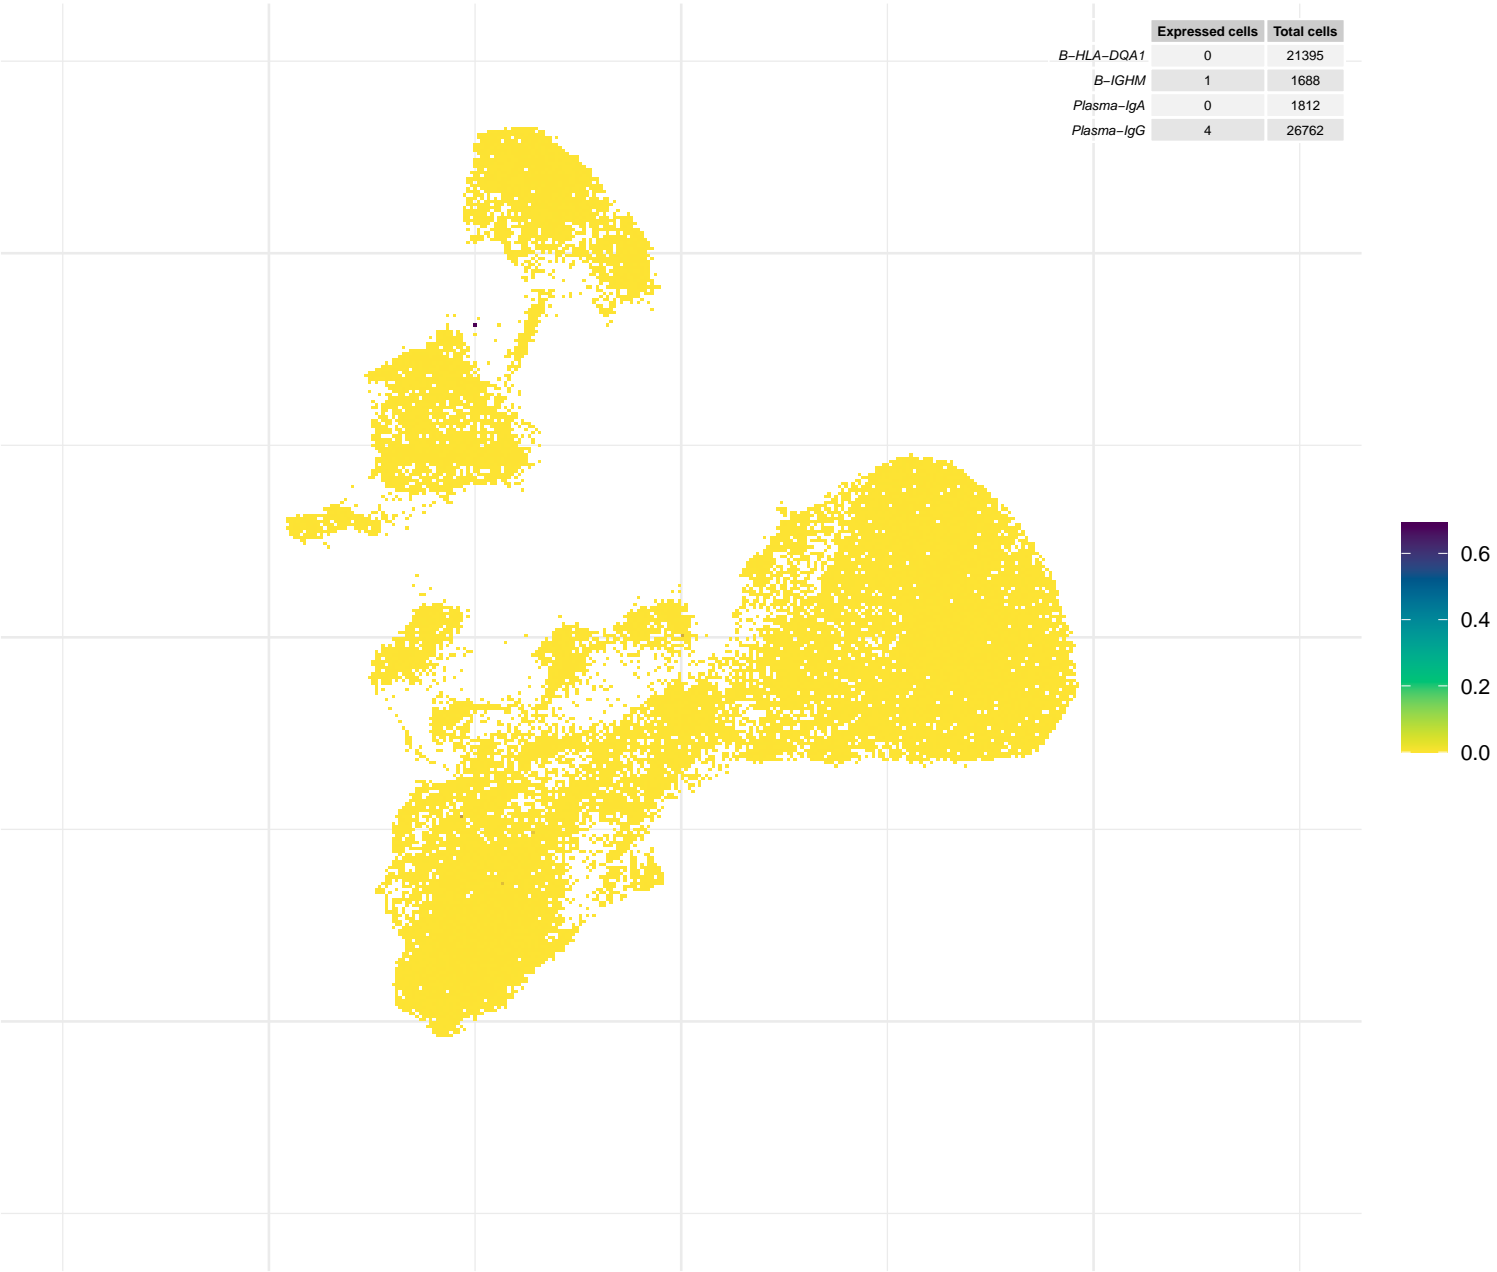 Expressed cells Total cells
B−HLA−DQA1 0 21395
B−IGHM 1 1688
Plasma−IgA 0 1812
Plasma−IgG 4 26762
0.6
0.4
0.2
0.0